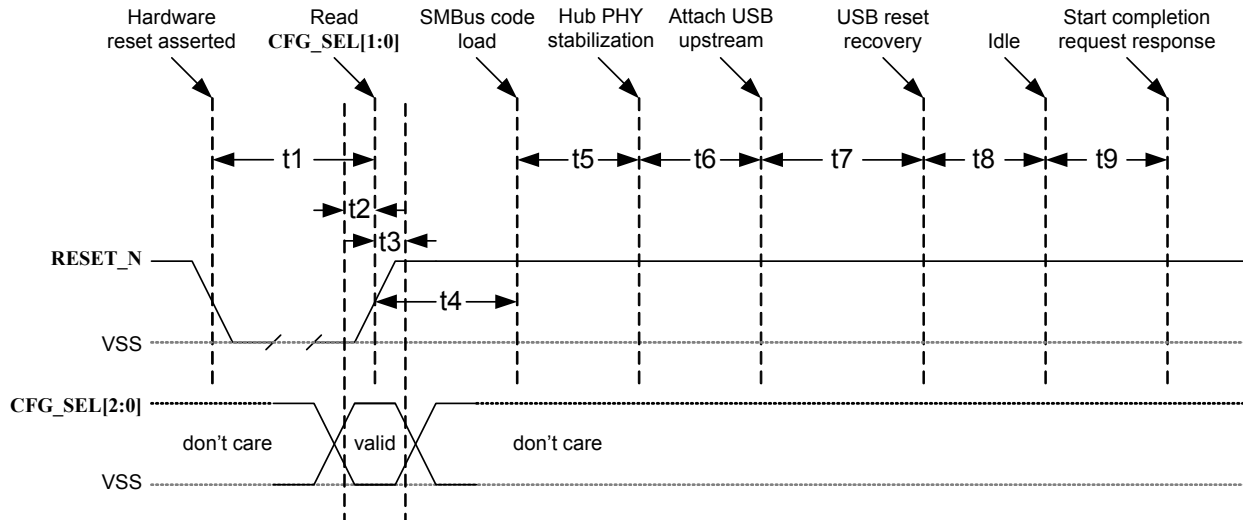 Hardware
reset asserted
Read
CFG_SEL[1:0]
SMBus code
load
Hub PHY
stabilization
Attach USB
upstream
USB reset
recovery
Idle
Start completion
request response
t1
t5
t6
t7
t8
t9
t2
t3
RESET_N
t4
VSS
CFG_SEL[2:0]
don't care
valid
don't care
VSS